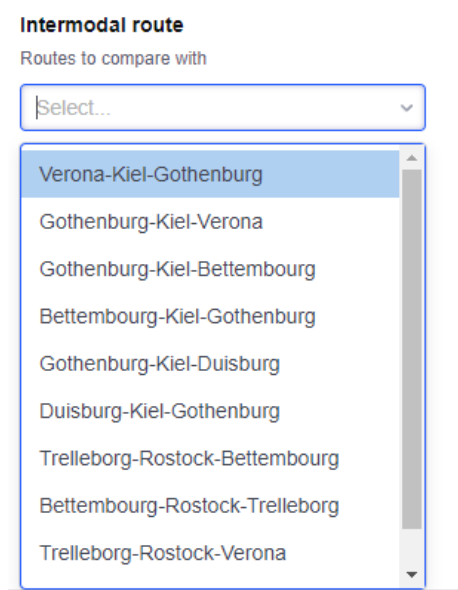 Intermodal route
Routes to compare with
Select...
Verona-Kiel-Gothenburg
Gothenburg-Kiel-Verona
Gothenburg-Kiel-Bettembourg
Bettembourg-Kiel-Gothenburg
Gothenburg-Kiel-Duisburg
Duisburg-Kiel-Gothenburg
Trelleborg-Rostock-Bettembourg
Bettembourg-Rostock-Trelleborg
Trelleborg-Rostock-Verona